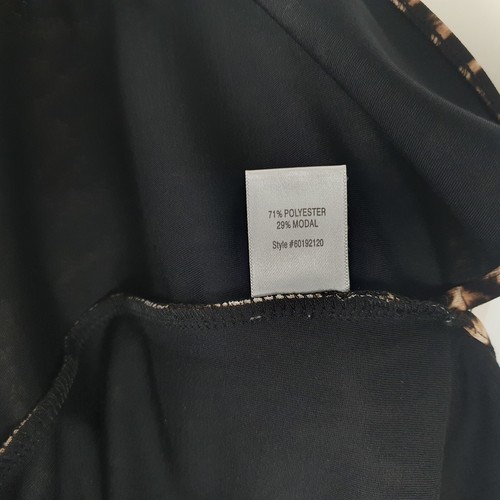 71% POLYESTER
29% MODAL
Style #60192120